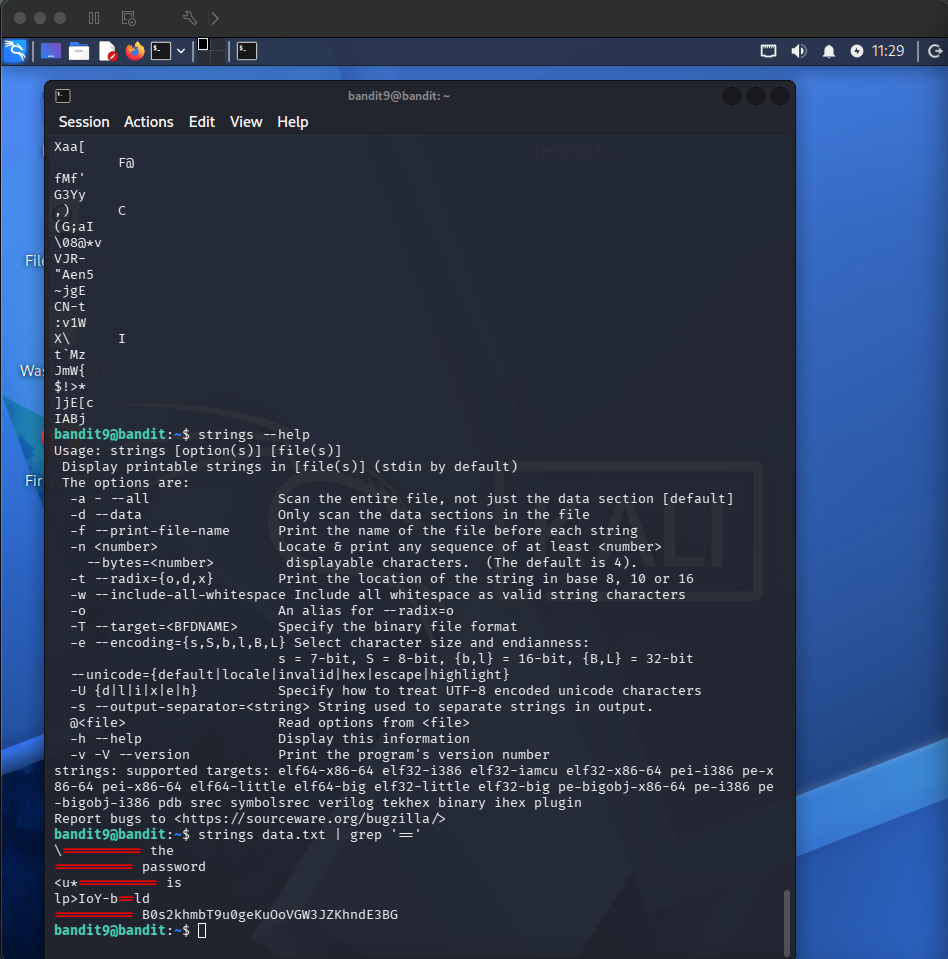 11:29
bandit9@bandit: ~
Session Actions Edit View Help
Xaa[
F@
fMf'
G3Yy
,) C
(G;aI
\08@*v
VJR-
"Aen5
~jgE
CN-t
:v1W
X\ I
t`Mz
JmW{
$!>*
]jE[c
IABj
bandit9@bandit:~$ strings --help
Usage: strings [option(s)] [file(s)]
Display printable strings in [file(s)] (stdin by default)
The options are:
-a - --all Scan the entire file, not just the data section [default]
-d --data Only scan the data sections in the file
-f --print-file-name Print the name of the file before each string
-n <number> Locate & print any sequence of at least <number>
--bytes=<number> displayable characters. (The default is 4).
-t --radix={o,d,x} Print the location of the string in base 8, 10 or 16
-w --include-all-whitespace Include all whitespace as valid string characters
-o An alias for --radix=o
-T --target=<BFDNAME> Specify the binary file format
-e --encoding={s,S,b,l,B,L} Select character size and endianness:
s = 7-bit, S = 8-bit, {b,l} = 16-bit, {B,L} = 32-bit
--unicode={default|locale|invalid|hex|escape|highlight}
-U {d|l|i|x|e|h} Specify how to treat UTF-8 encoded unicode characters
-s --output-separator=<string> String used to separate strings in output.
@<file> Read options from <file>
-h --help Display this information
-v -V --version Print the program's version number
strings: supported targets: elf64-x86-64 elf32-i386 elf32-iamcu elf32-x86-64 pei-i386 pe-x
86-64 pei-x86-64 elf64-little elf64-big elf32-little elf32-big pe-bigobj-x86-64 pe-i386 pe
-bigobj-i386 pdb srec symbolsrec verilog tekhex binary ihex plugin
Report bugs to <https://sourceware.org/bugzilla/>
bandit9@bandit:~$ strings data.txt | grep '=='
\========== the
========== password
<u*========== is
lp>IoY-b==ld
========== B0s2khmbT9u0geKuOoVGW3JZKhndE3BG
bandit9@bandit:~$
KALI